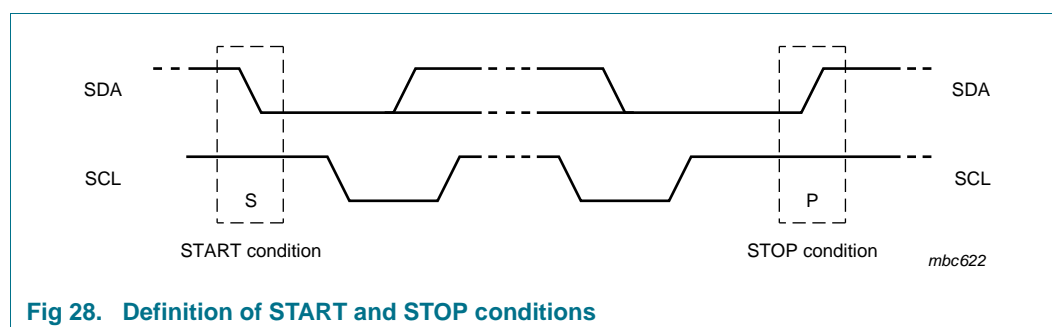 SDA
SDA
SCL
SCL
S
P
START condition
STOP condition
mbc622
Fig 28. Definition of START and STOP conditions